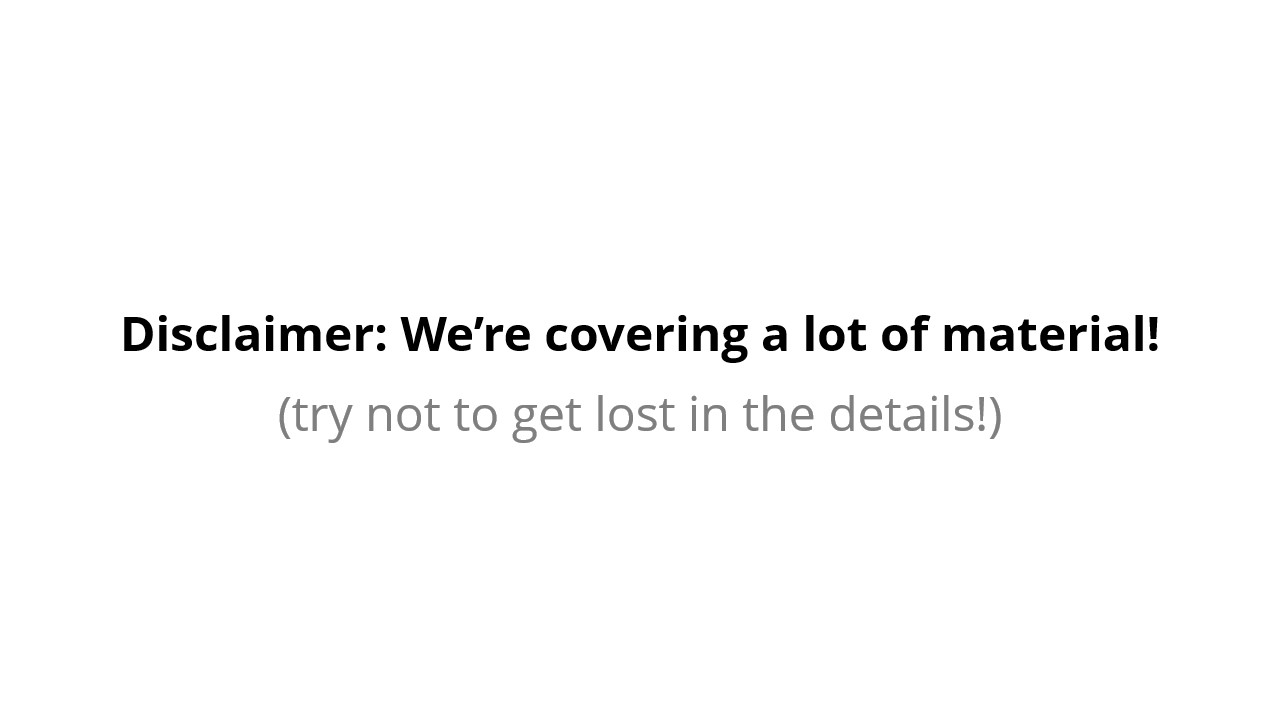 Disclaimer: We’re covering a lot of material!
(try not to get lost in the details!)